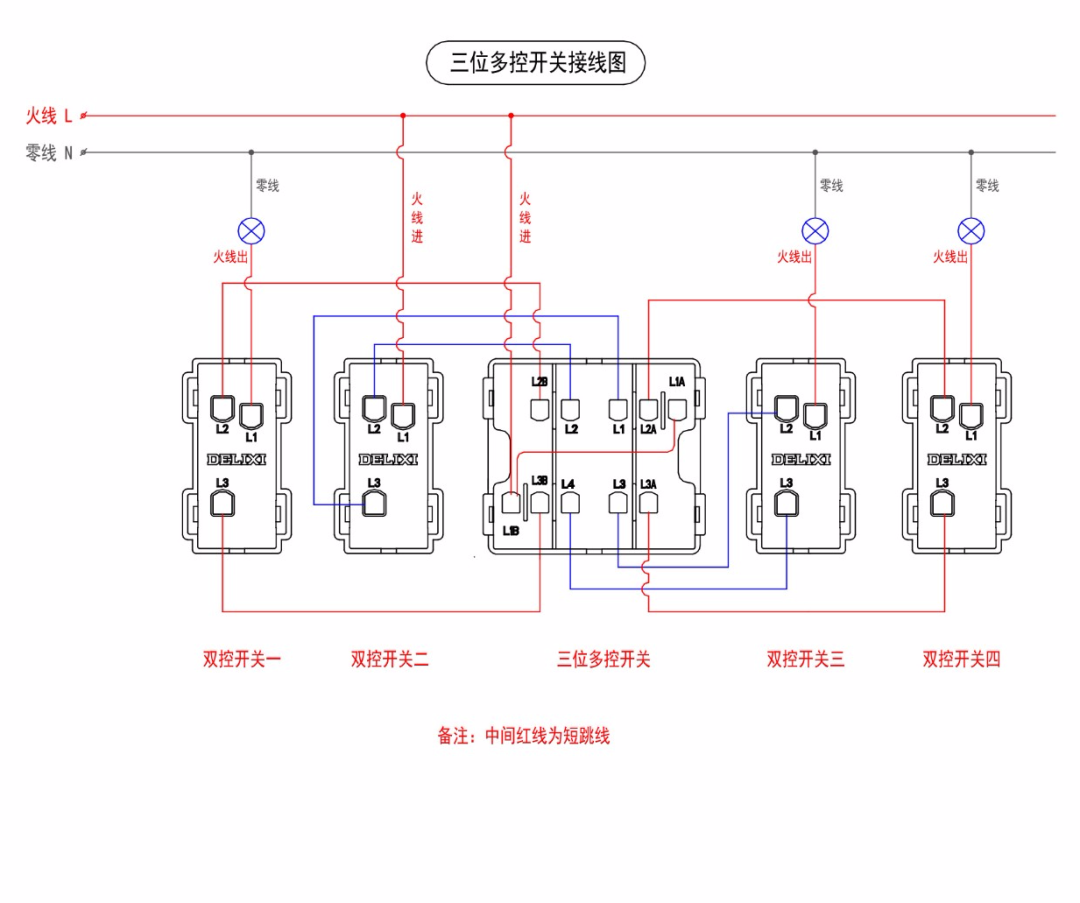 三位多控开关接线图
火线 L
零线 N
零线
零线
零线
火线进
火线进
火线出
火线出
火线出
L2B
L1A
L2
L1
L2
L1
L2
L1
L2A
L2
L1
L2
L1
DELIXI
DELIXI
DELIXI
DELIXI
L3
L3
L3B
L4
L3
L3A
L3
L3
L1B
双控开关一
双控开关二
三位多控开关
双控开关三
双控开关四
备注：中间红线为短跳线